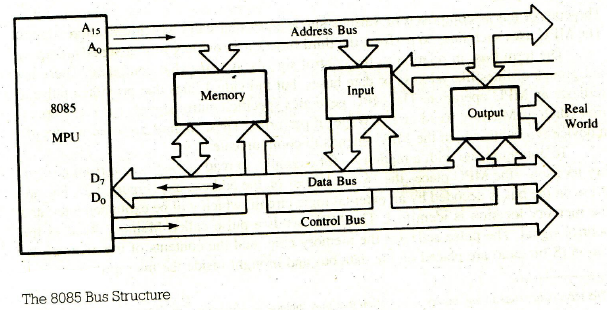 A15
A0
Address Bus
8085
MPU
Memory
Input
Output
Real
World
D7
D0
Data Bus
Control Bus
The 8085 Bus Structure